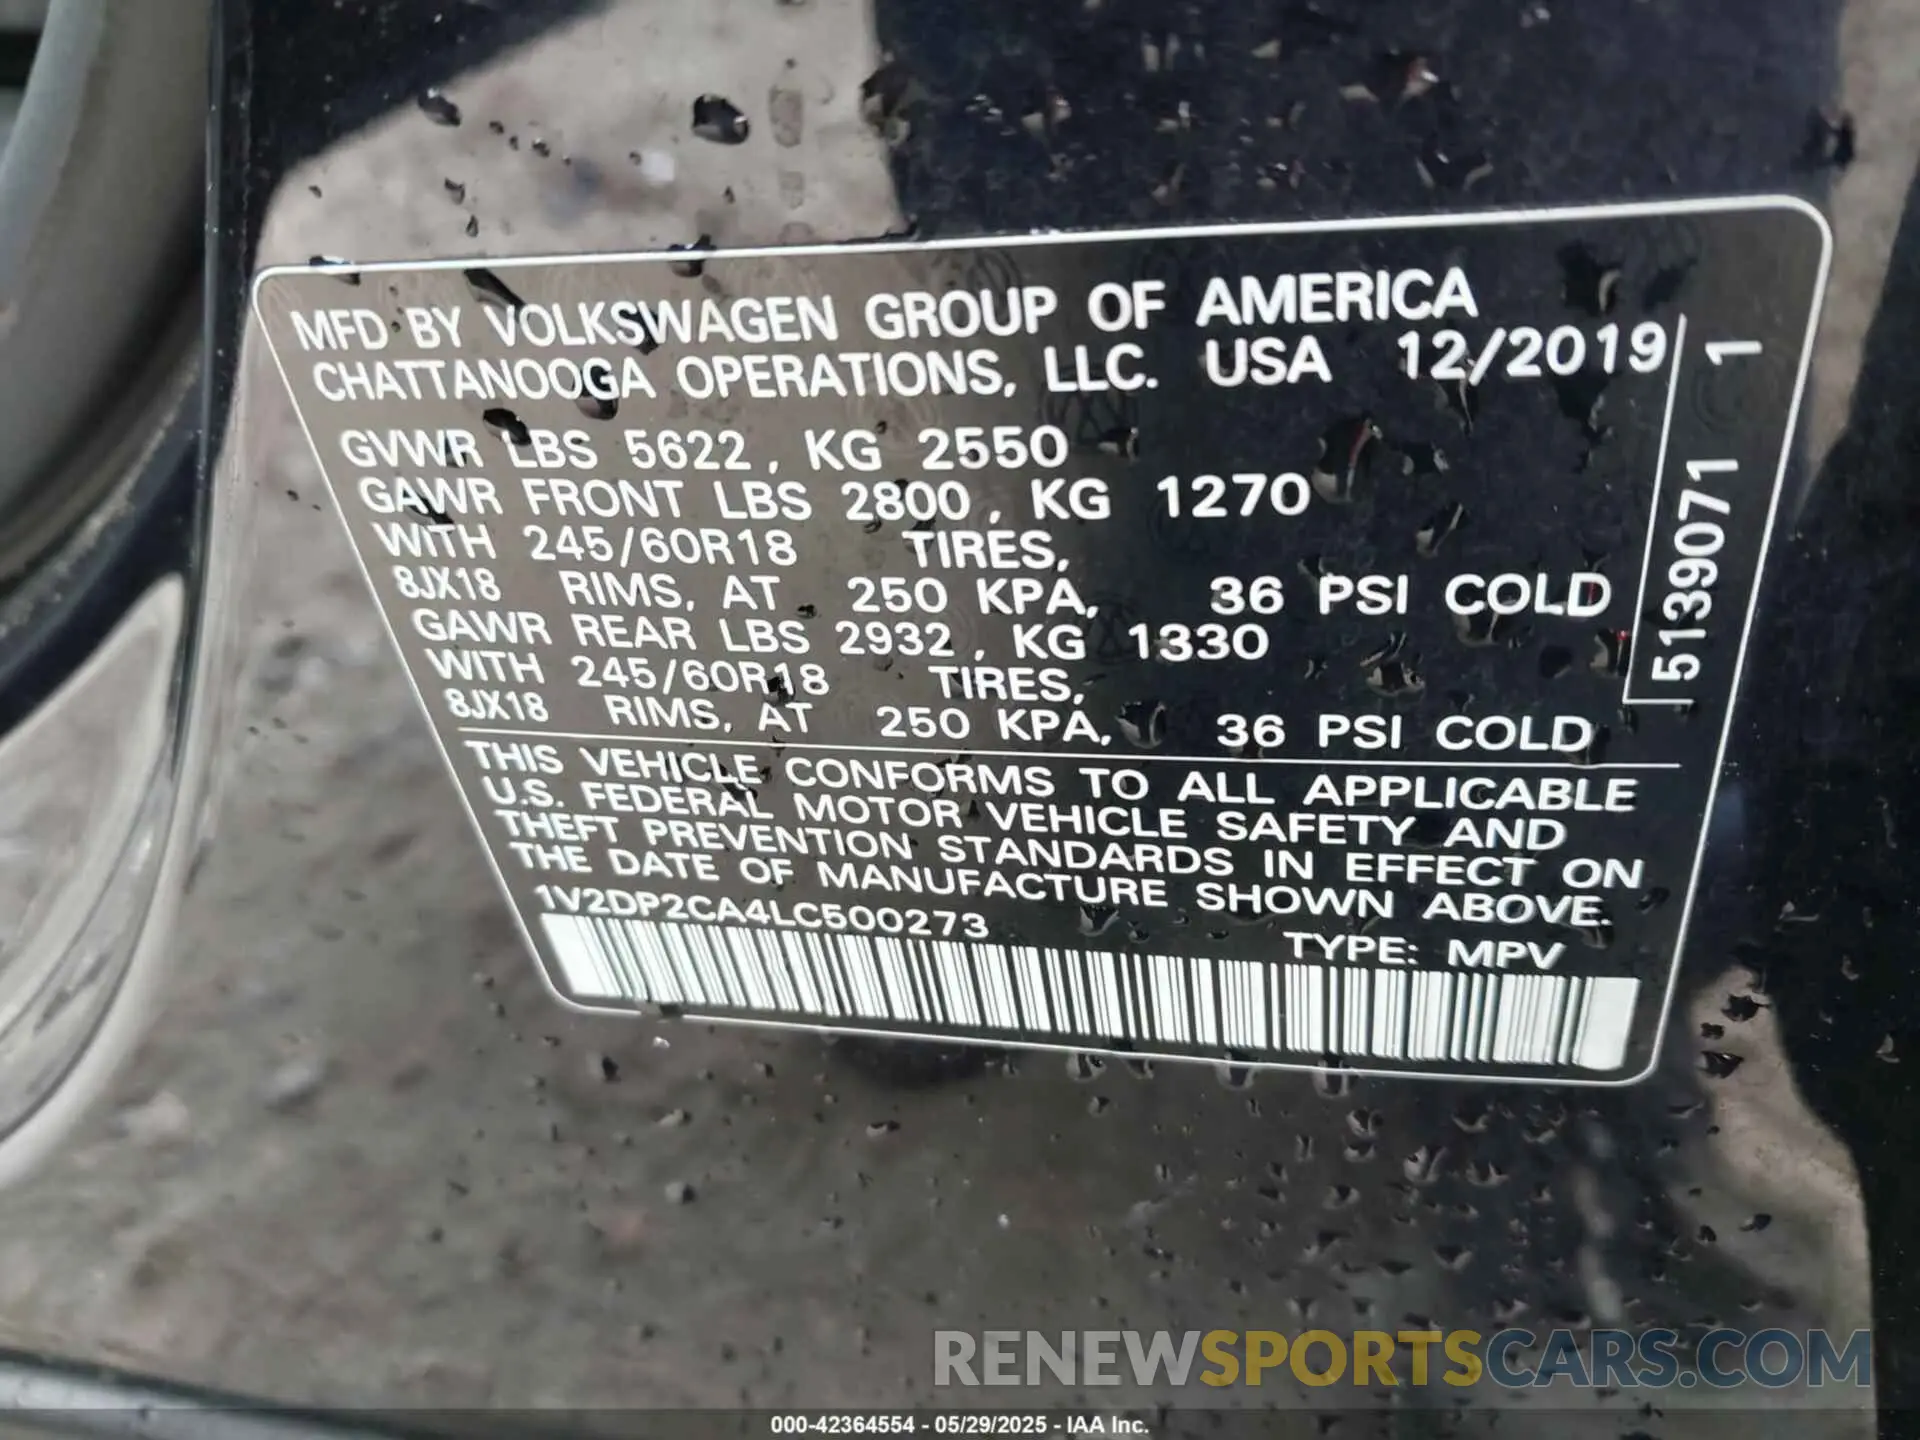 MFD BY VOLKSWAGEN GROUP OF AMERICA
CHATTANOOGA OPERATIONS, LLC. USA 12/2019
GVWR LBS 5622, KG 2550
GAWR FRONT LBS 2800, KG 1270
WITH 245/60R18 TIRES,
8JX18 RIMS, AT 250 KPA, 36 PSI COLD
GAWR REAR LBS 2932, KG 1330
WITH 245/60R18 TIRES,
8JX18 RIMS, AT 250 KPA, 36 PSI COLD
THIS VEHICLE CONFORMS TO ALL APPLICABLE
U.S. FEDERAL MOTOR VEHICLE SAFETY AND
THEFT PREVENTION STANDARDS IN EFFECT ON
THE DATE OF MANUFACTURE SHOWN ABOVE.
1V2DP2CA4LC500273
TYPE: MPV
5139071 1
RENEWSPORTSCARS.COM
000-42364554 - 05/29/2025 - IAA Inc.